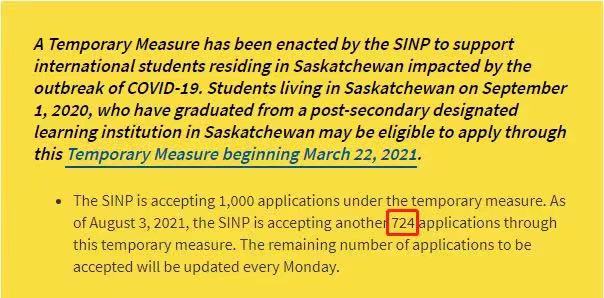 A Temporary Measure has been enacted by the SINP to support
international students residing in Saskatchewan impacted by the
outbreak of COVID-19. Students living in Saskatchewan on September
1, 2020, who have graduated from a post-secondary designated
learning institution in Saskatchewan may be eligible to apply through
this Temporary Measure beginning March 22, 2021.
• The SINP is accepting 1,000 applications under the temporary measure. As
of August 3, 2021, the SINP is accepting another 724 applications through
this temporary measure. The remaining number of applications to be
accepted will be updated every Monday.